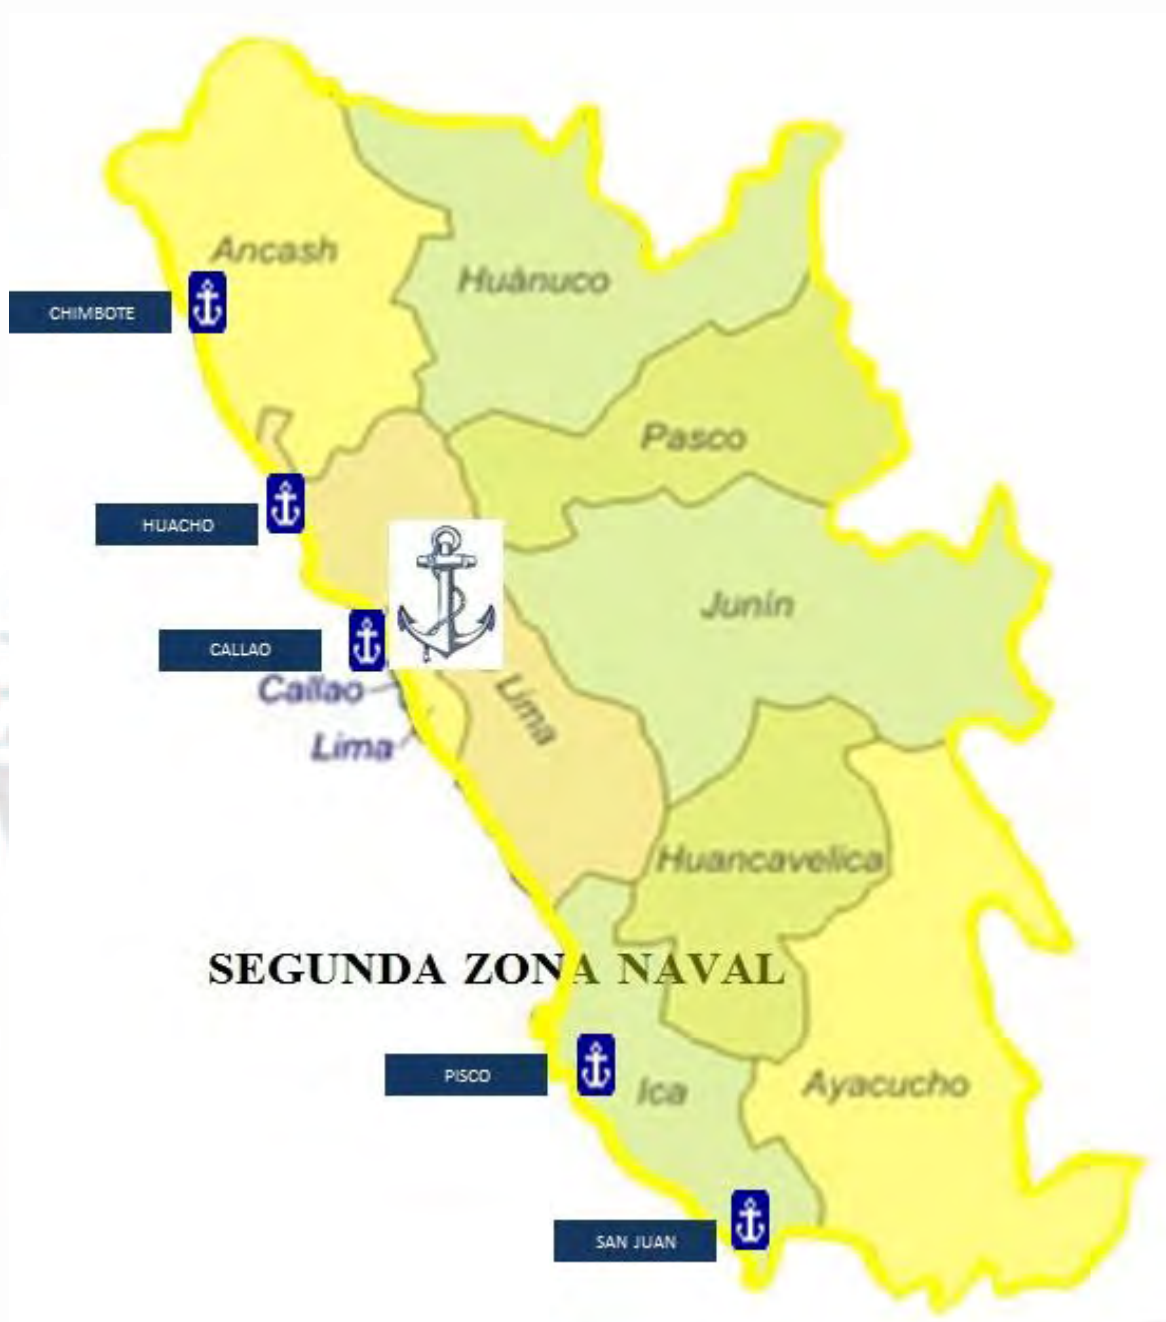 Ancash
Huánuco
CHIMBOTE
Pasco
HUACHO
Junín
CALLAO
Callao
Lima
Lima
Huancavelica
SEGUNDA ZONA NAVAL
PISCO
Ica
Ayacucho
SAN JUAN